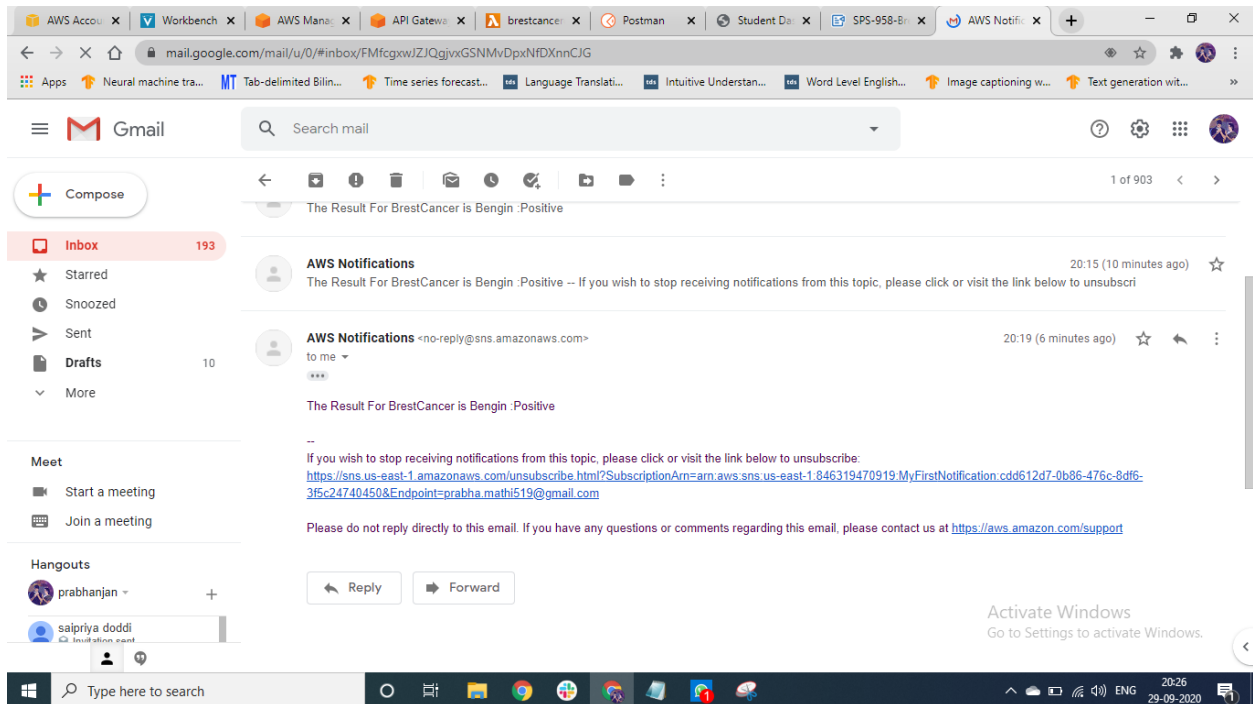 AWS Accou
Workbench
AWS Manag
API Gatewa
brestcancer
Postman
Student Da
SPS-958-Br
AWS Notific
mail.google.com/mail/u/0/#inbox/FMfcgxwJZJQgjvxGSNMvDpxNfDXnnCJG
Apps
Neural machine tra...
Tab-delimited Bilin...
Time series forecast...
Language Translati...
Intuitive Understan...
Word Level English...
Image captioning w...
Text generation wit...
Gmail
Search mail
Compose
1 of 903
The Result For BrestCancer is Bengin :Positive
Inbox 193
Starred
Snoozed
Sent
Drafts 10
More
AWS Notifications 20:15 (10 minutes ago)
The Result For BrestCancer is Bengin :Positive -- If you wish to stop receiving notifications from this topic, please click or visit the link below to unsubscri
AWS Notifications <no-reply@sns.amazonaws.com> 20:19 (6 minutes ago)
to me
The Result For BrestCancer is Bengin :Positive
--
If you wish to stop receiving notifications from this topic, please click or visit the link below to unsubscribe:
https://sns.us-east-1.amazonaws.com/unsubscribe.html?SubscriptionArn=arn:aws:sns:us-east-1:846319470919:MyFirstNotification:cdd612d7-0b86-476c-8df6-
3f5c24740450&Endpoint=prabha.mathi519@gmail.com
Please do not reply directly to this email. If you have any questions or comments regarding this email, please contact us at https://aws.amazon.com/support
Reply
Forward
Meet
Start a meeting
Join a meeting
Hangouts
prabhanjan
saipriya doddi
Invitation sent
Activate Windows
Go to Settings to activate Windows.
Type here to search
ENG
20:26
29-09-2020